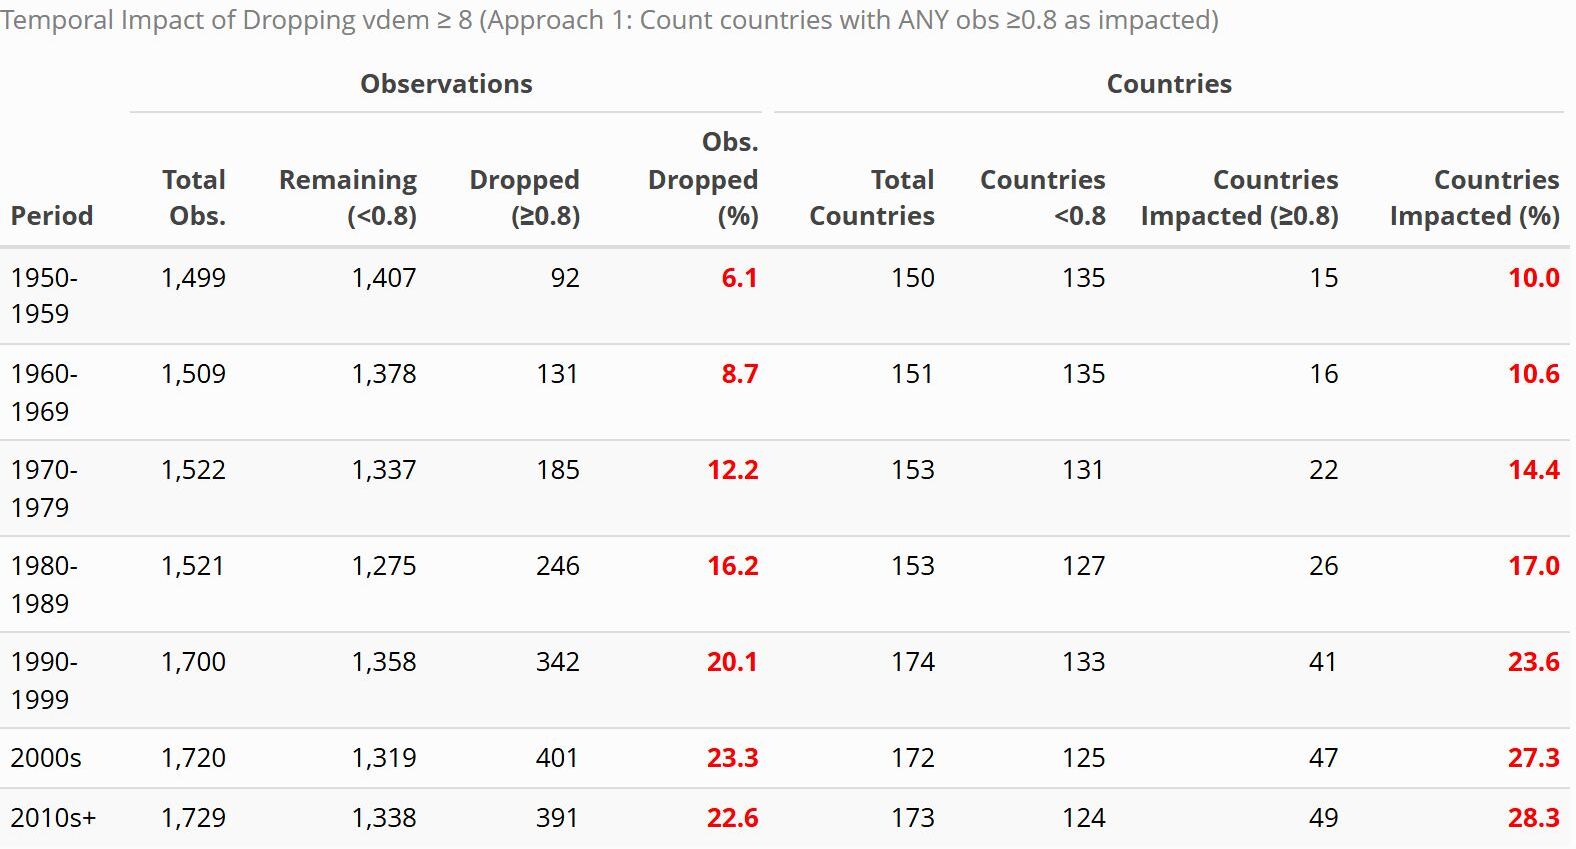 Temporal Impact of Dropping vdem ≥ 8 (Approach 1: Count countries with ANY obs ≥0.8 as impacted)
Observations Countries
Period Total Obs. Remaining (<0.8) Dropped (≥0.8) Obs. Dropped (%) Total Countries Countries <0.8 Countries Impacted (≥0.8) Countries Impacted (%)
1950-1959 1,499 1,407 92 6.1 150 135 15 10.0
1960-1969 1,509 1,378 131 8.7 151 135 16 10.6
1970-1979 1,522 1,337 185 12.2 153 131 22 14.4
1980-1989 1,521 1,275 246 16.2 153 127 26 17.0
1990-1999 1,700 1,358 342 20.1 174 133 41 23.6
2000s 1,720 1,319 401 23.3 172 125 47 27.3
2010s+ 1,729 1,338 391 22.6 173 124 49 28.3